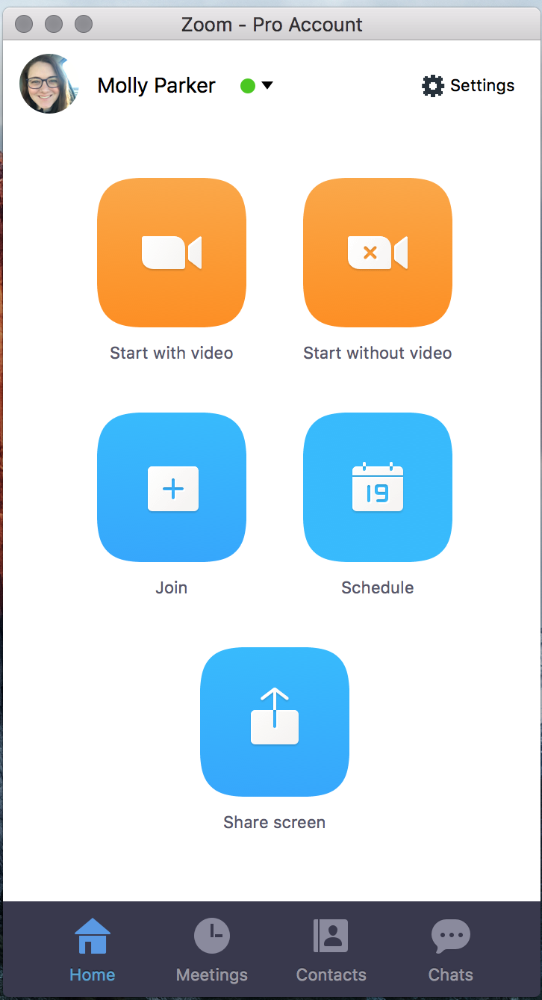 Zoom - Pro Account
Molly Parker
Settings
Start with video
Start without video
19
Join
Schedule
Share screen
Home
Meetings
Contacts
Chats